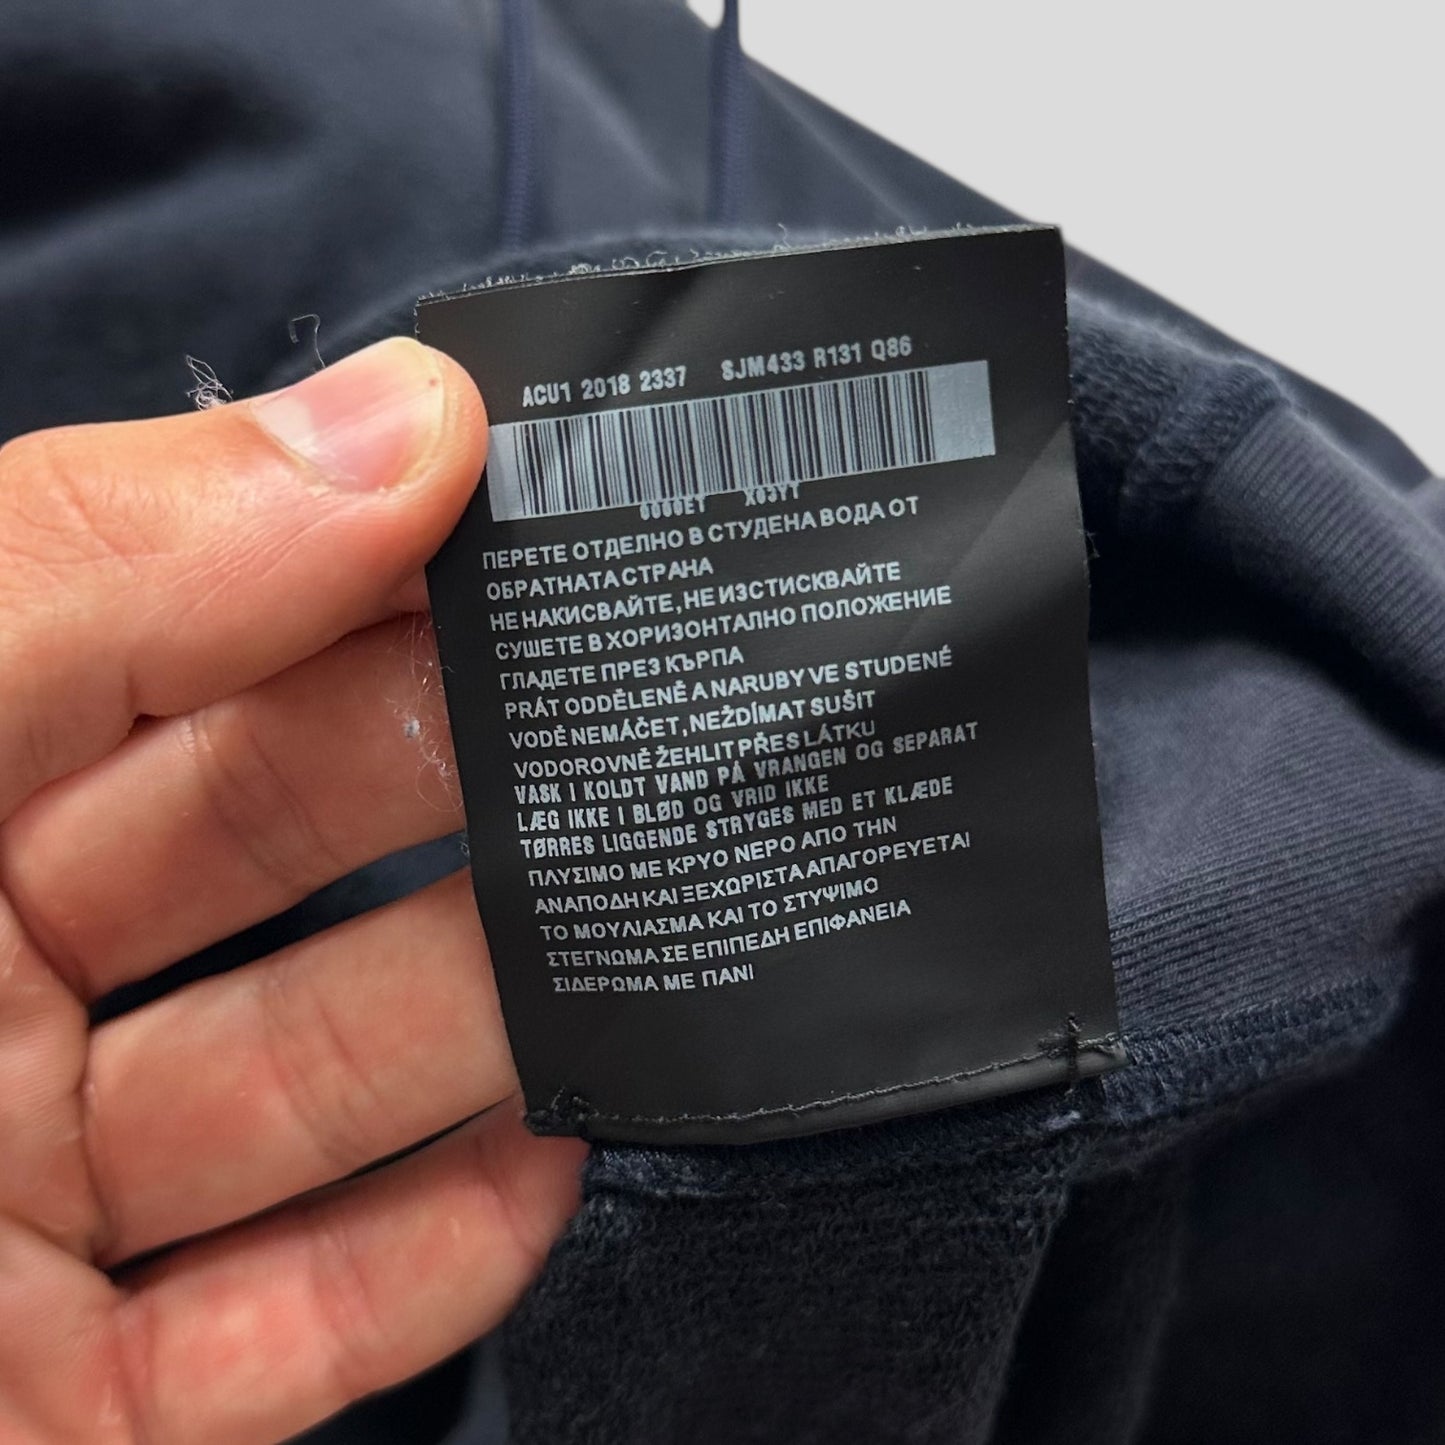 ACU1 2018 2337 SJM433 R131 Q86
0000ET X03YT
ПЕРЕТЕ ОТДЕЛНО В СТУДЕНА ВОДА ОТ
ОБРАТНАТА СТРАНА
НЕ НАКИСВАЙТЕ, НЕ ИЗСТИСКВАЙТЕ
СУШЕТЕ В ХОРИЗОНТАЛНО ПОЛОЖЕНИЕ
ГЛАДЕТЕ ПРЕЗ КЪРПА
PRÁT ODDĚLENĚ A NARUBY VE STUDENÉ
VODĚ NEMÁČET, NEŽDÍMAT SUŠIT
VODOROVNĚ ŽEHLIT PŘES LÁTKU
VASK I KOLDT VAND PÅ VRANGEN OG SEPARAT
LÆG IKKE I BLØD OG VRID IKKE
TØRRES LIGGENDE STRYGES MED ET KLÆDE
ΠΛΥΣΙΜΟ ΜΕ ΚΡΥΟ ΝΕΡΟ ΑΠΟ ΤΗΝ
ΑΝΑΠΟΔΗ ΚΑΙ ΞΕΧΩΡΙΣΤΑ ΑΠΑΓΟΡΕΥΕΤΑΙ
ΤΟ ΜΟΥΛΙΑΣΜΑ ΚΑΙ ΤΟ ΣΤΥΨΙΜΟ
ΣΤΕΓΝΩΜΑ ΣΕ ΕΠΙΠΕΔΗ ΕΠΙΦΑΝΕΙΑ
ΣΙΔΕΡΩΜΑ ΜΕ ΠΑΝΙ